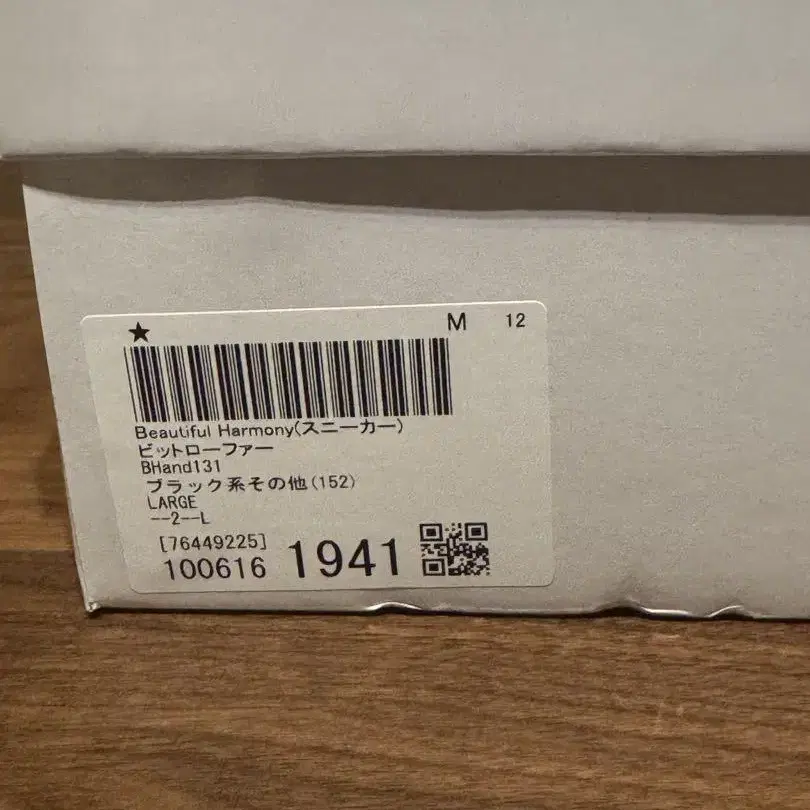 ★ M 12
Beautiful Harmony(スニーカー)
ビットローファー
BHand131
ブラック系その他(152)
LARGE
--2--L
[76449225]
100616 1941